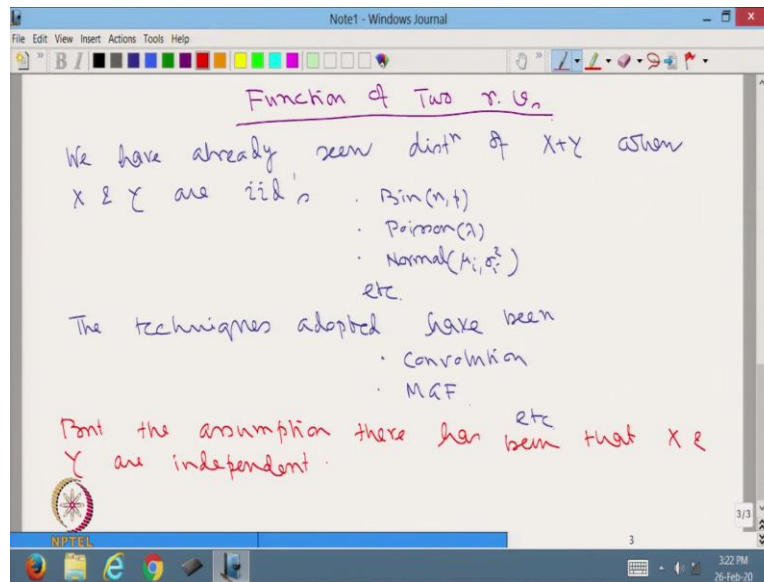 Note1 - Windows Journal
File Edit View Insert Actions Tools Help
Function of Two r.v.s
We have already seen distⁿ of X+Y when
X & Y are iid's · Bin(n, p)
· Poisson(λ)
· Normal(μᵢ, σᵢ²)
etc.
The techniques adopted have been
· Convolution
· MGF
etc
But the assumption there has been that X &
Y are independent.
NPTEL
3/3
3
3:22 PM
26-Feb-20